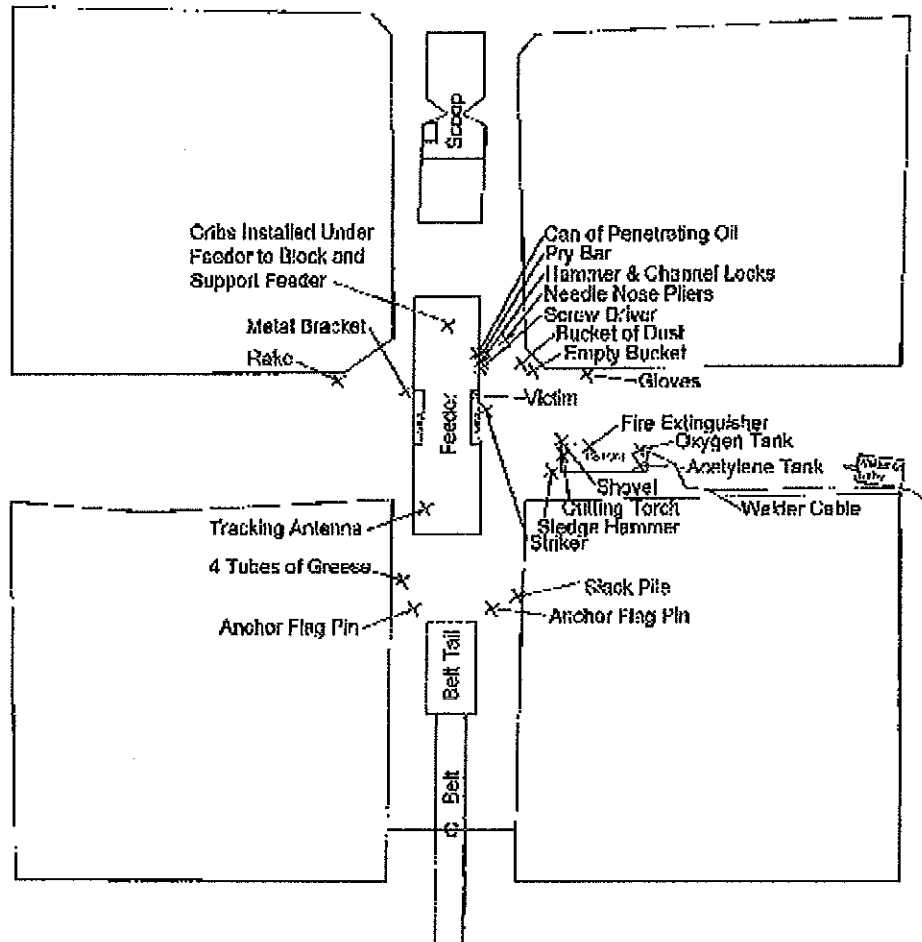 Scoop
Cribs Installed Under
Feeder to Block and
Support Feeder
Can of Penetrating Oil
Pry Bar
Hammer & Channel Locks
Needle Nose Pliers
Screw Driver
Bucket of Dust
Empty Bucket
Gloves
Metal Bracket
Rake
Feeder
Victim
Fire Extinguisher
Oxygen Tank
Acetylene Tank
Shovel
Cutting Torch
Welder Cable
Sledge Hammer
Striker
Tracking Antenna
4 Tubes of Grease
Slack Pile
Anchor Flag Pin
Anchor Flag Pin
Belt Tail
Belt